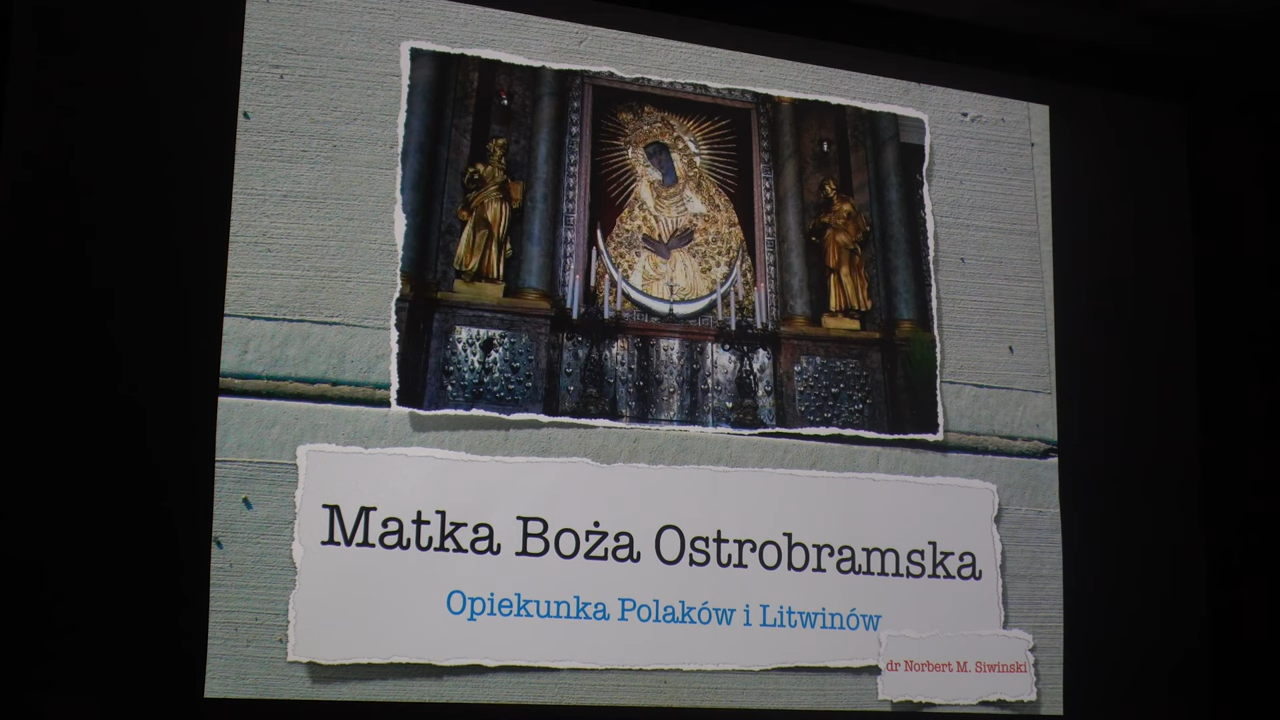 Matka Boża Ostrobramska
Opiekunka Polaków i Litwinów
dr Norbert M. Siwinski